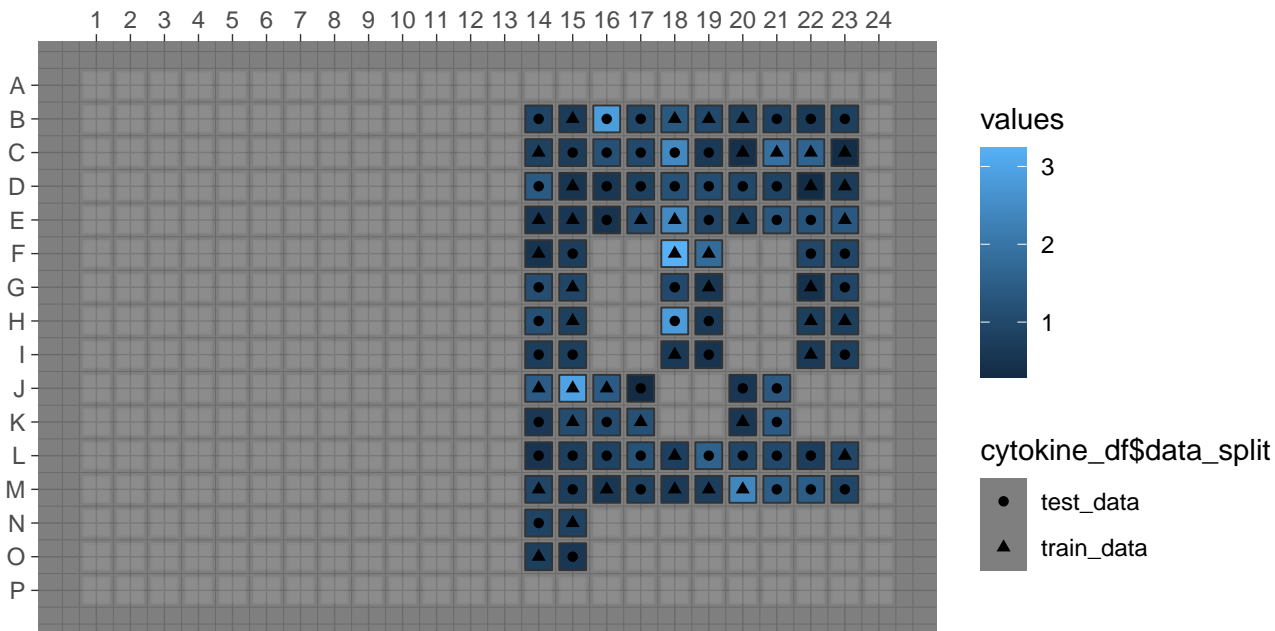 1 2 3 4 5 6 7 8 9 10 11 12 13 14 15 16 17 18 19 20 21 22 23 24
A
B
C
D
E
F
G
H
I
J
K
L
M
N
O
P
values
3
2
1
cytokine_df$data_split
test_data
train_data